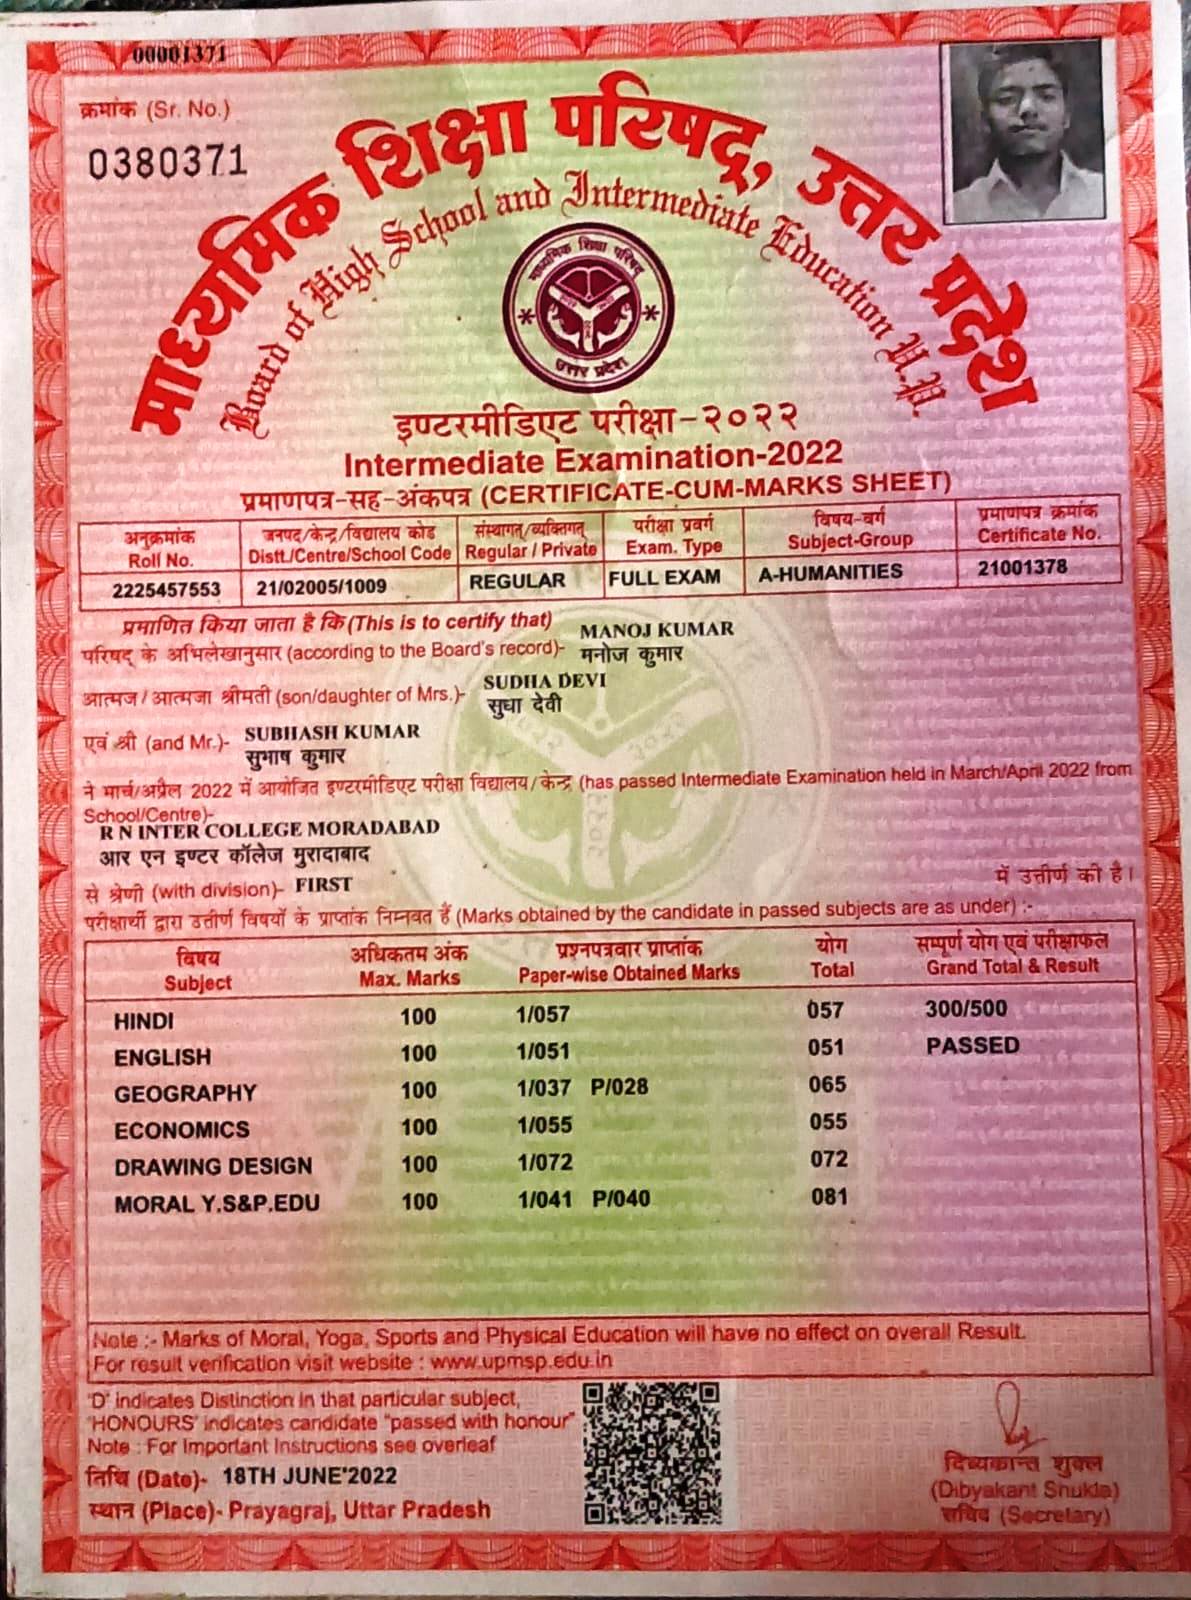 00001371
क्रमांक (Sr. No.)
0380371
माध्यमिक शिक्षा परिषद्, उत्तर प्रदेश
Board of High School and Intermediate Education U.P.
माध्यमिक शिक्षा परिषद्
उत्तर प्रदेश
इण्टरमीडिएट परीक्षा-२०२२
Intermediate Examination-2022
प्रमाणपत्र-सह-अंकपत्र (CERTIFICATE-CUM-MARKS SHEET)
अनुक्रमांक जनपद/केन्द्र/विद्यालय कोड संस्थागत/व्यक्तिगत परीक्षा प्रवर्ग विषय-वर्ग प्रमाणपत्र क्रमांक
Roll No. Distt./Centre/School Code Regular / Private Exam. Type Subject-Group Certificate No.
2225457553 21/02005/1009 REGULAR FULL EXAM A-HUMANITIES 21001378
प्रमाणित किया जाता है कि (This is to certify that) MANOJ KUMAR
परिषद् के अभिलेखानुसार (according to the Board's record)- मनोज कुमार
SUDHA DEVI
आत्मज / आत्मजा श्रीमती (son/daughter of Mrs.)- सुधा देवी
एवं श्री (and Mr.)- SUBHASH KUMAR
सुभाष कुमार
ने मार्च/अप्रैल 2022 में आयोजित इण्टरमीडिएट परीक्षा विद्यालय/केन्द्र (has passed Intermediate Examination held in March/April 2022 from
School/Centre)-
R N INTER COLLEGE MORADABAD
आर एन इण्टर कॉलेज मुरादाबाद
से श्रेणी (with division)- FIRST में उत्तीर्ण की है।
परीक्षार्थी द्वारा उत्तीर्ण विषयों के प्राप्तांक निम्नवत हैं (Marks obtained by the candidate in passed subjects are as under) :-
विषय अधिकतम अंक प्रश्नपत्रवार प्राप्तांक योग सम्पूर्ण योग एवं परीक्षाफल
Subject Max. Marks Paper-wise Obtained Marks Total Grand Total & Result
HINDI 100 1/057 057 300/500
ENGLISH 100 1/051 051 PASSED
GEOGRAPHY 100 1/037 P/028 065
ECONOMICS 100 1/055 055
DRAWING DESIGN 100 1/072 072
MORAL Y.S&P.EDU 100 1/041 P/040 081
Note :- Marks of Moral, Yoga, Sports and Physical Education will have no effect on overall Result.
For result verification visit website : www.upmsp.edu.in
'D' indicates Distinction in that particular subject,
'HONOURS' indicates candidate "passed with honour"
Note : For Important Instructions see overleaf
तिथि (Date)- 18TH JUNE'2022
स्थान (Place)- Prayagraj, Uttar Pradesh
दिव्यकान्त शुक्ल
(Dibyakant Shukla)
सचिव (Secretary)